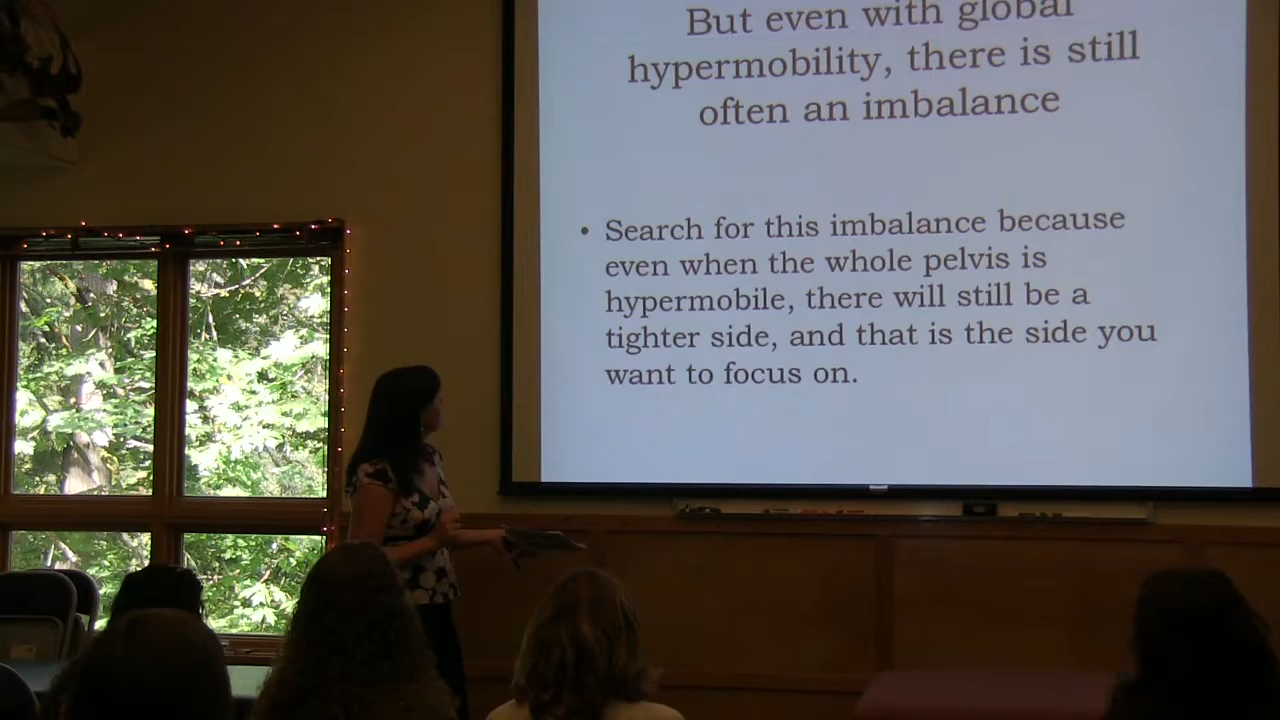 But even with global
hypermobility, there is still
often an imbalance
• Search for this imbalance because
even when the whole pelvis is
hypermobile, there will still be a
tighter side, and that is the side you
want to focus on.